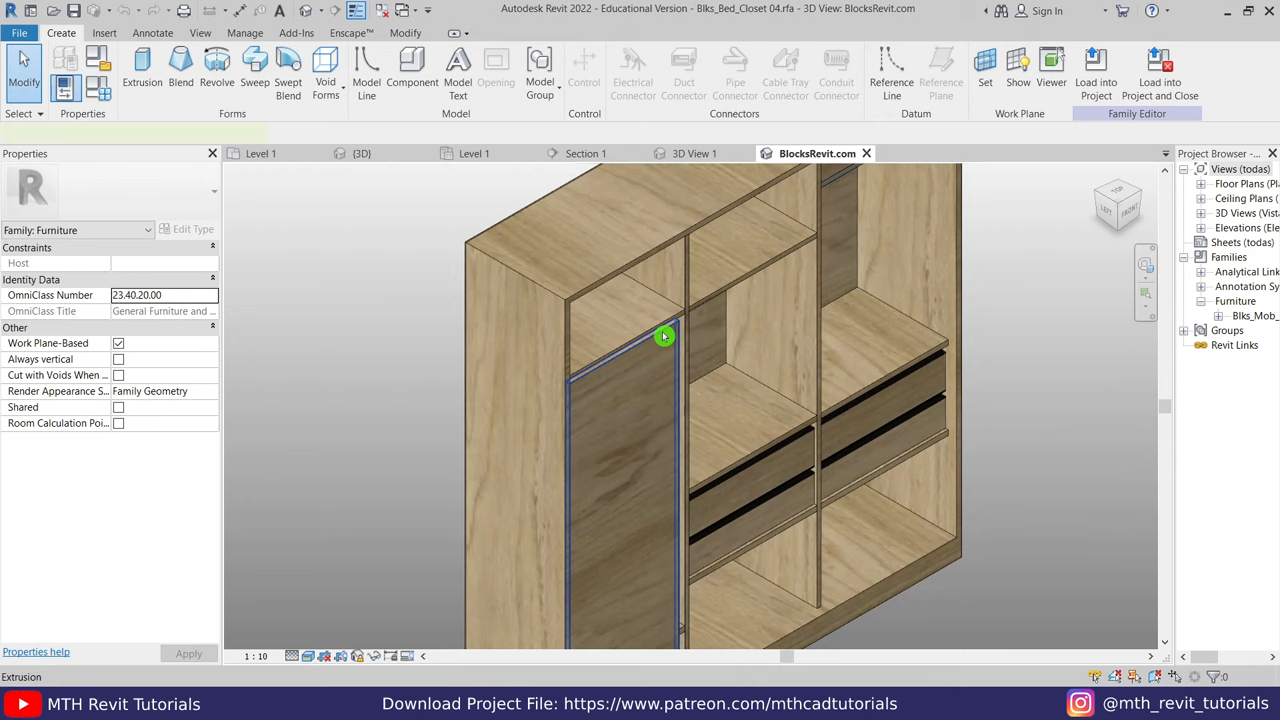 Autodesk Revit 2022 - Educational Version - Blks_Bed_Closet 04.rfa - 3D View: BlocksRevit.com
Sign In
File Create Insert Annotate View Manage Add-Ins Enscape™ Modify
Modify
Extrusion Blend Revolve Sweep Swept Blend Void Forms
Model Line Component Model Text Opening Model Group
Control
Electrical Connector Duct Connector Pipe Connector Cable Tray Connector Conduit Connector
Reference Line Reference Plane
Set Show Viewer
Load into Project Load into Project and Close
Select Properties Forms Model Control Connectors Datum Work Plane Family Editor
Properties
Level 1 {3D} Level 1 Section 1 3D View 1 BlocksRevit.com
Project Browser -...
R
Family: Furniture
Edit Type
Constraints
Host
Identity Data
OmniClass Number 23.40.20.00
OmniClass Title General Furniture and ...
Other
Work Plane-Based
Always vertical
Cut with Voids When ...
Render Appearance S... Family Geometry
Shared
Room Calculation Poi...
Properties help
Apply
TOP
LEFT FRONT
Views (todas)
Floor Plans (Pl
Ceiling Plans (
3D Views (Vist
Elevations (Ele
Sheets (todas)
Families
Analytical Link
Annotation Sy
Furniture
Blks_Mob_
Groups
Revit Links
1 : 10
Extrusion
:0
MTH Revit Tutorials
Download Project File: https://www.patreon.com/mthcadtutorials
@mth_revit_tutorials